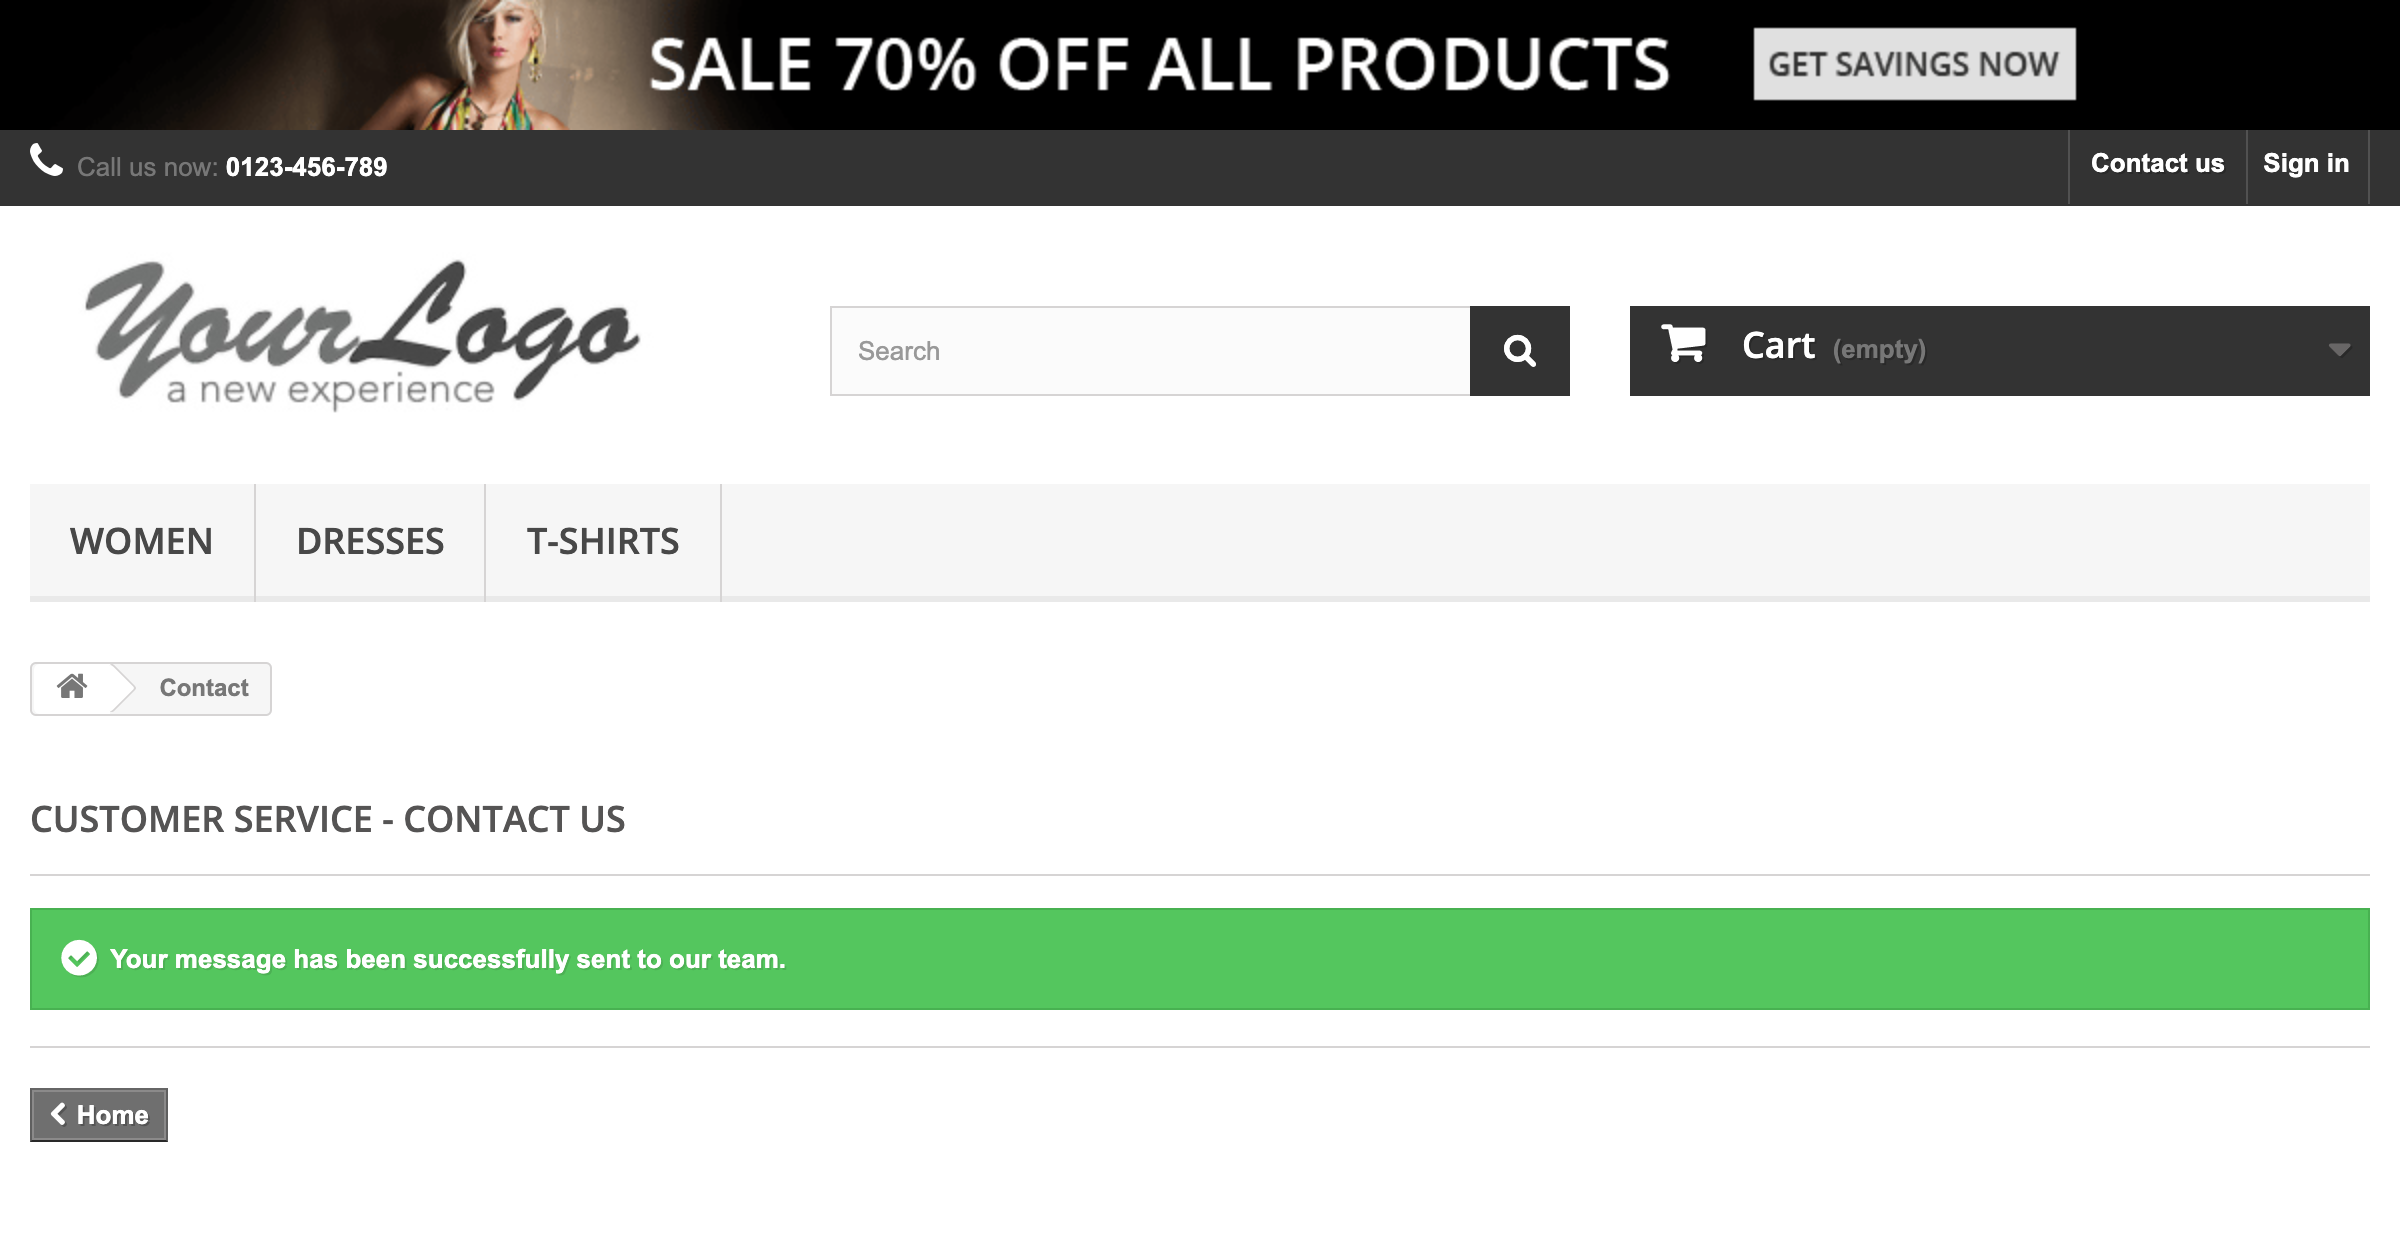 SALE 70% OFF ALL PRODUCTS
GET SAVINGS NOW
Call us now: 0123-456-789
Contact us
Sign in
YourLogo
a new experience
Search
Cart (empty)
WOMEN
DRESSES
T-SHIRTS
Contact
CUSTOMER SERVICE - CONTACT US
Your message has been successfully sent to our team.
Home